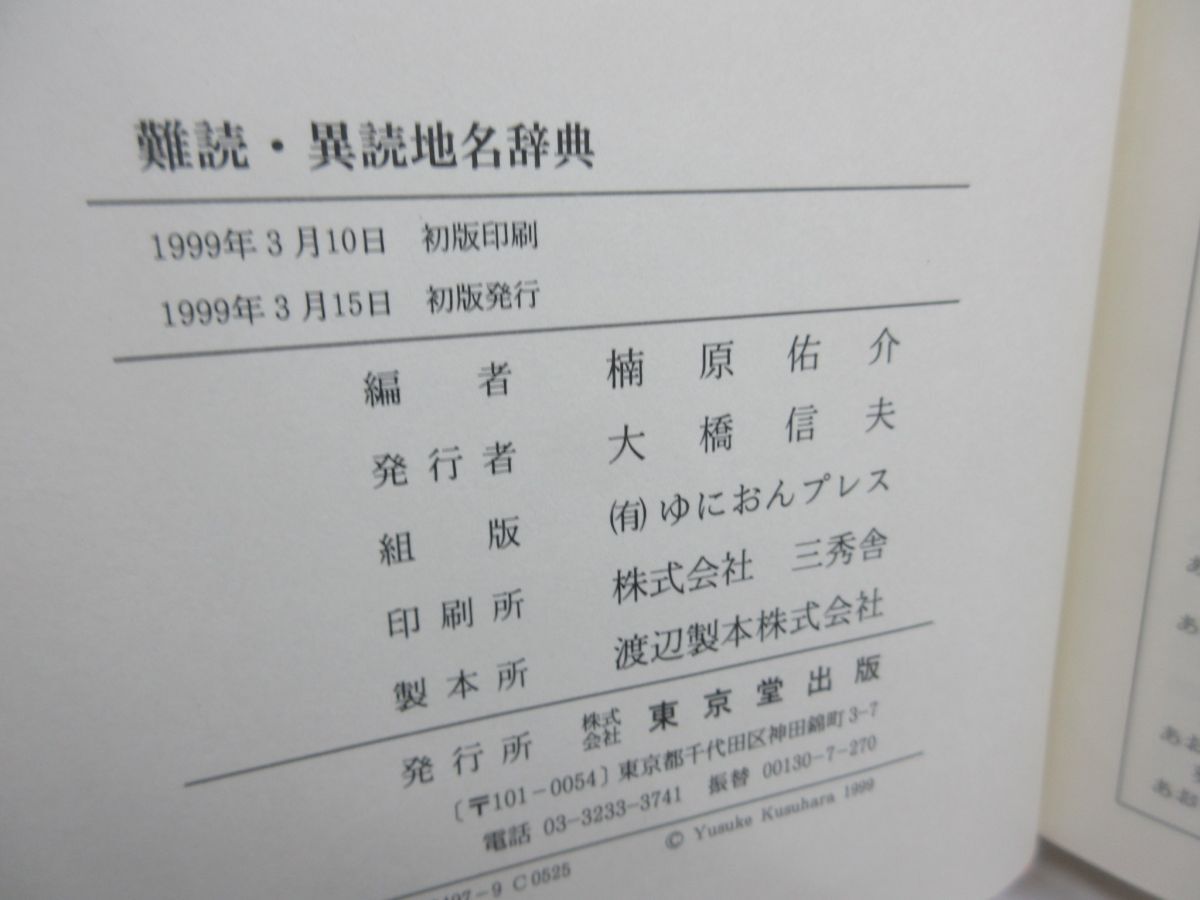 難読・異読地名辞典
1999年3月10日 初版印刷
1999年3月15日 初版発行
編者 楠原佑介
発行者 大橋信夫
組版 ㈲ゆにおんプレス
印刷所 株式会社 三秀舎
製本所 渡辺製本株式会社
発行所 株式会社 東京堂出版
〔〒101-0054〕東京都千代田区神田錦町3-7
電話 03-3233-3741 振替 00130-7-270
© Yusuke Kusuhara 1999
-9 C0525